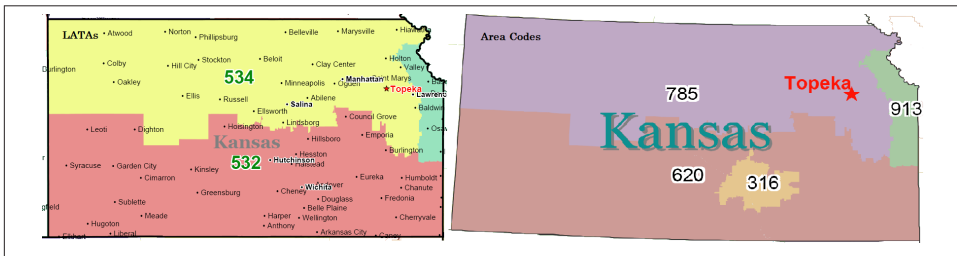 LATAs
Atwood
Norton
Phillipsburg
Belleville
Marysville
Hiawatha
Burlington
Colby
Hill City
Stockton
Beloit
Clay Center
Holton
Valley
Oakley
534
Minneapolis
Manhattan
Ogden
Saint Marys
Topeka
Lawrenc
Ellis
Russell
Salina
Abilene
Baldwin
Ellsworth
Lintsborg
Council Grove
Leoti
Dighton
Hoisington
Kansas
Hillsboro
Emporia
Osa
532
Hutchinson
Hesston
Halstead
Burlington
Syracuse
Garden City
Cimarron
Kinsley
Wichita
Eureka
Humboldt
Chanute
Greensburg
Cheney
Douglass
Fredonia
Sublette
Belle Plaine
Meade
Harper
Wellington
Cherryvale
Hugoton
Anthony
Liberal
Arkansas City
Caney
Elkhart
Area Codes
Topeka
785
913
Kansas
620
316